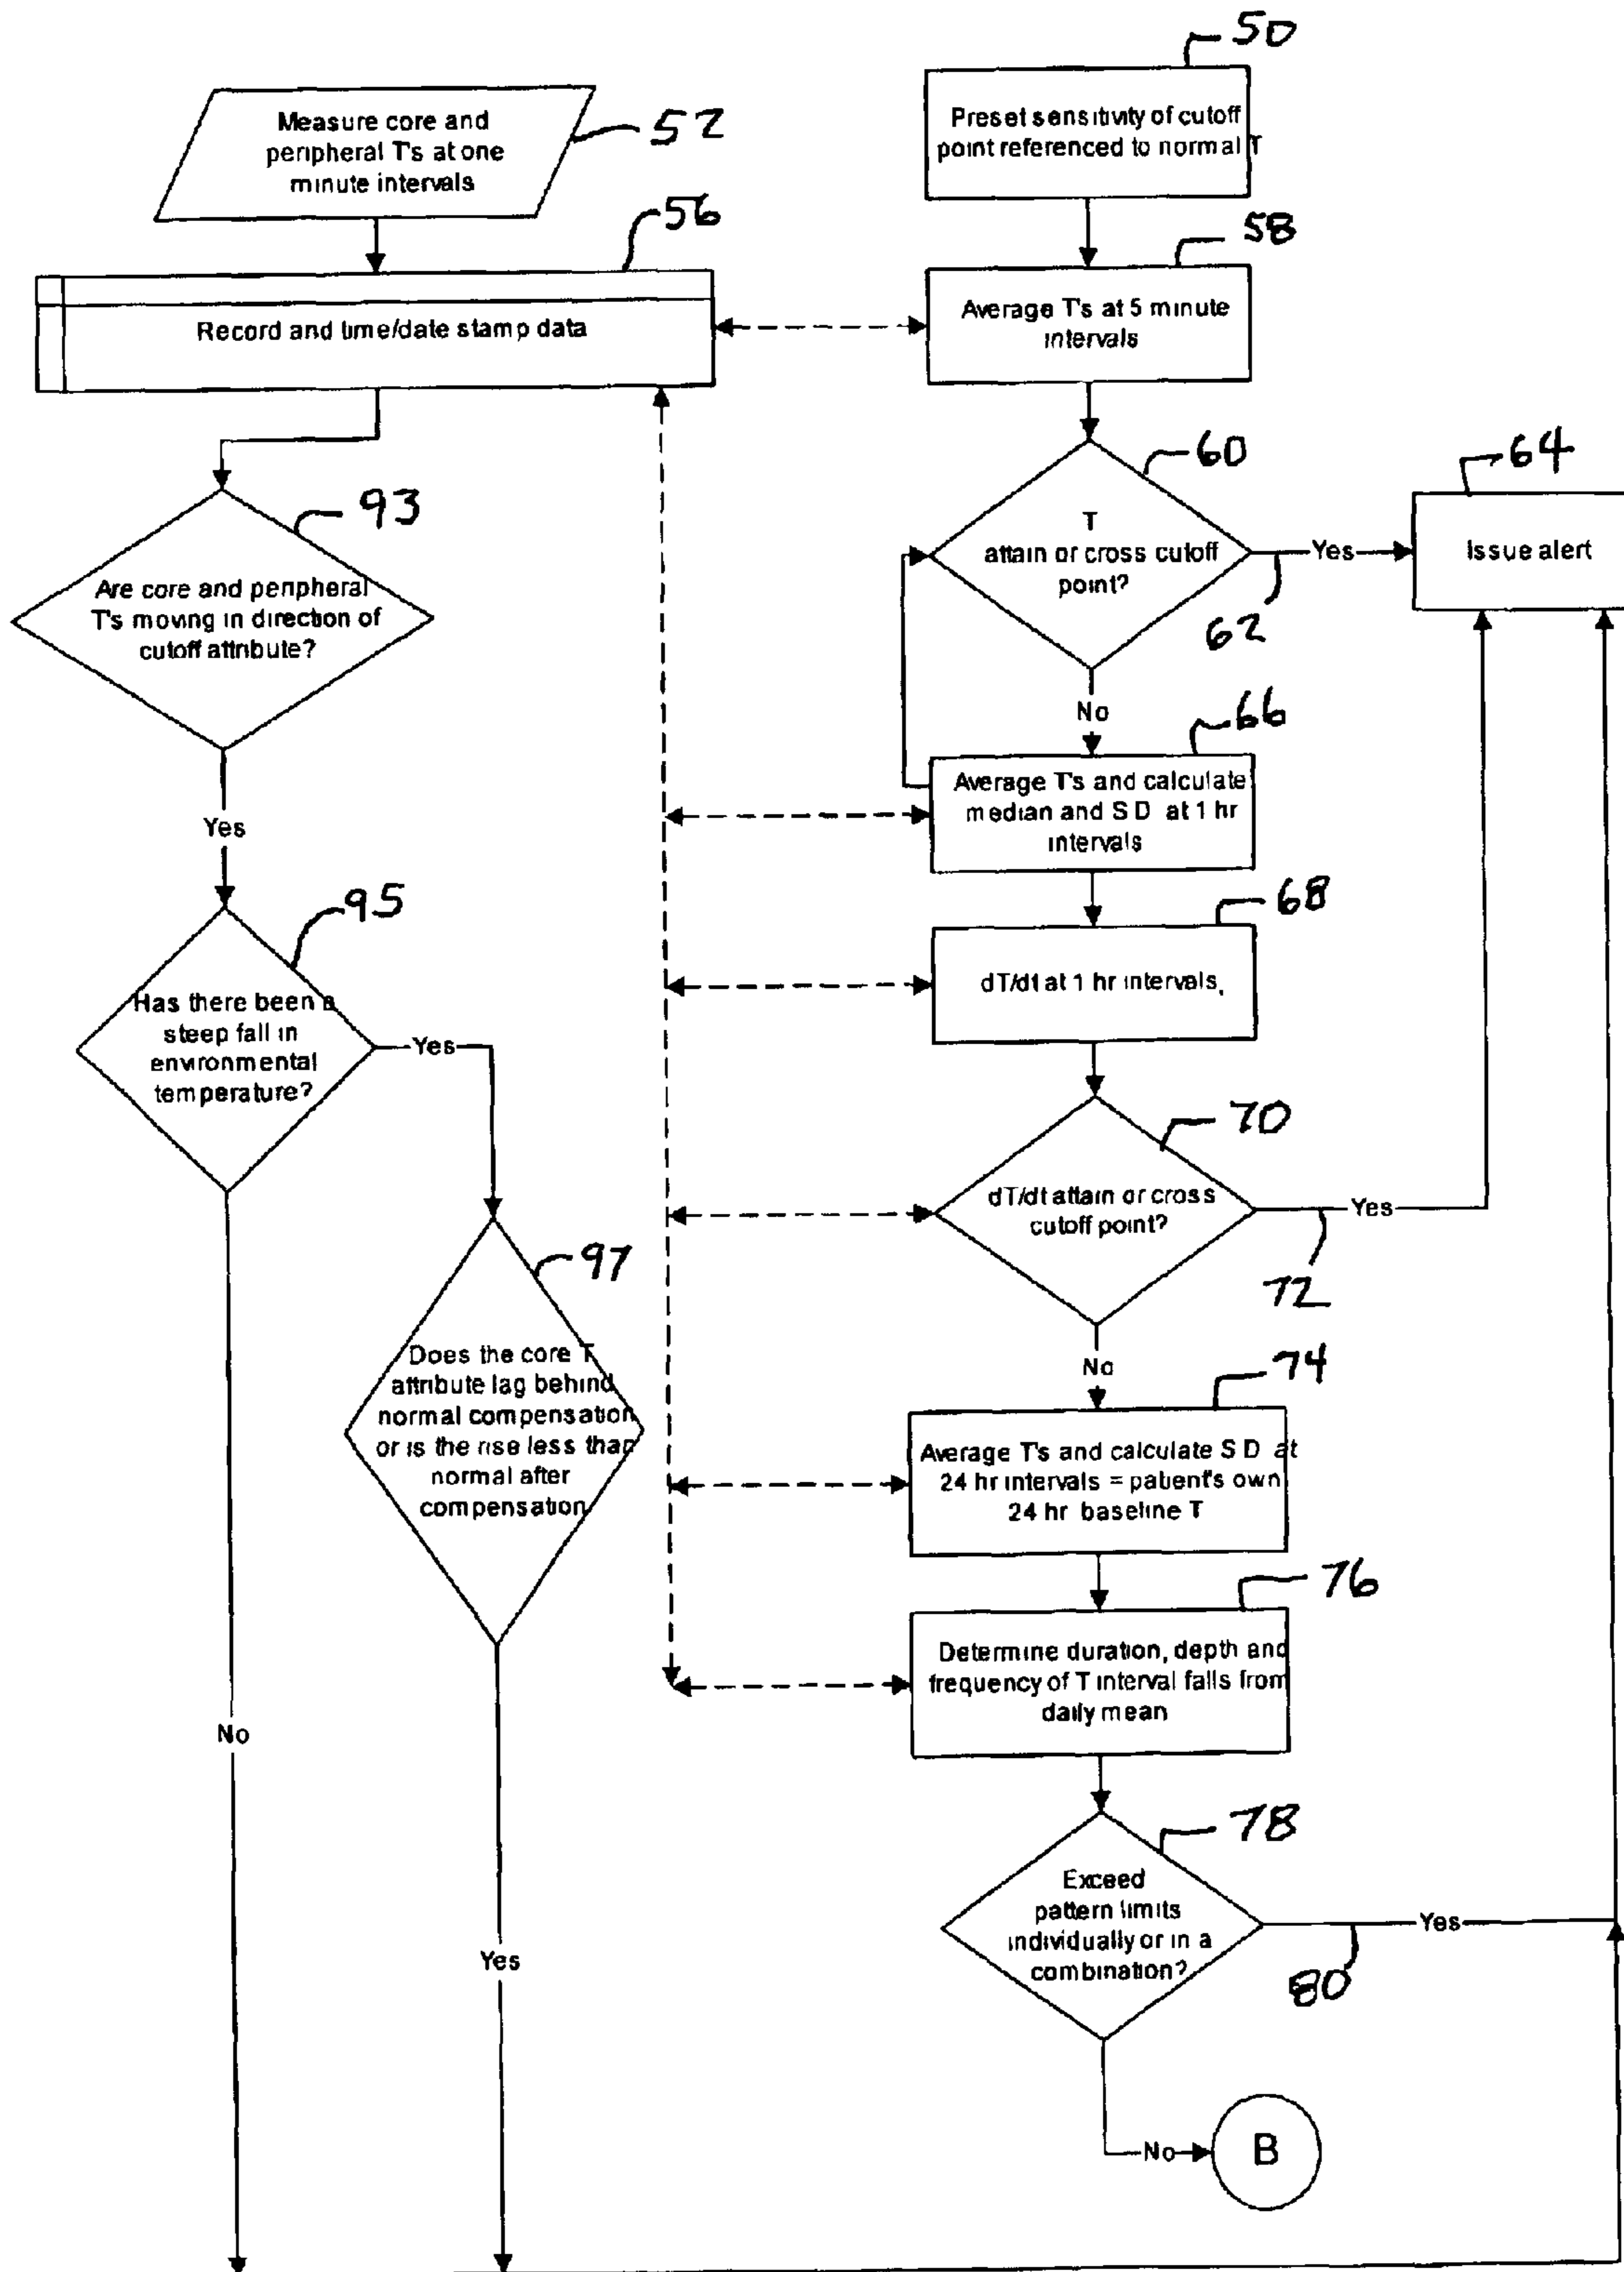 50
Preset sensitivity of cutoff
point referenced to normal T
52
Measure core and
peripheral T's at one
minute intervals
56
Record and time/date stamp data
58
Average T's at 5 minute
intervals
60
T
attain or cross cutoff
point?
Yes
62
64
Issue alert
93
Are core and peripheral
T's moving in direction of
cutoff attribute?
No
66
Average T's and calculate
median and S D at 1 hr
intervals
Yes
68
dT/dt at 1 hr intervals,
95
Has there been a
steep fall in
environmental
temperature?
Yes
70
dT/dt attain or cross
cutoff point?
Yes
72
97
Does the core T
attribute lag behind
normal compensation
or is the rise less than
normal after
compensation
No
74
Average T's and calculate S D at
24 hr intervals = patient's own
24 hr baseline T
76
Determine duration, depth and
frequency of T interval falls from
daily mean
No
78
Exceed
pattern limits
individually or in a
combination?
Yes
80
Yes
No
B